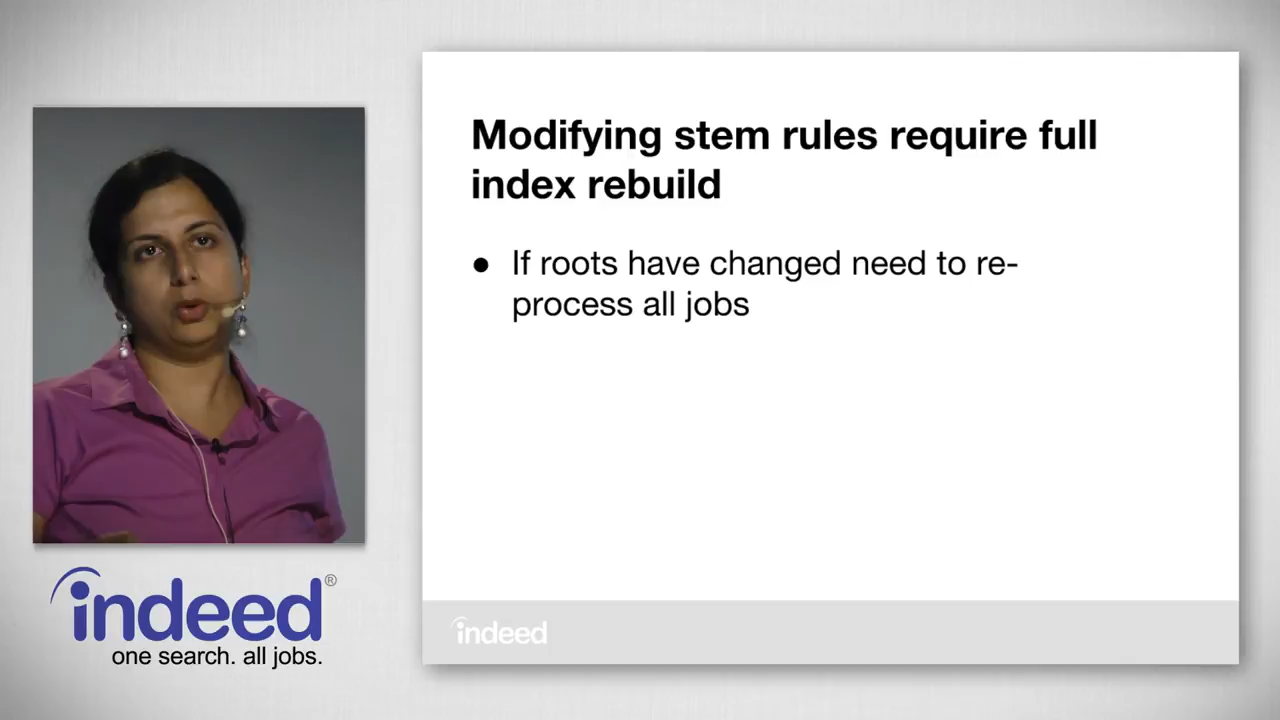 Modifying stem rules require full
index rebuild
● If roots have changed need to re-
process all jobs
indeed
indeed®
one search. all jobs.